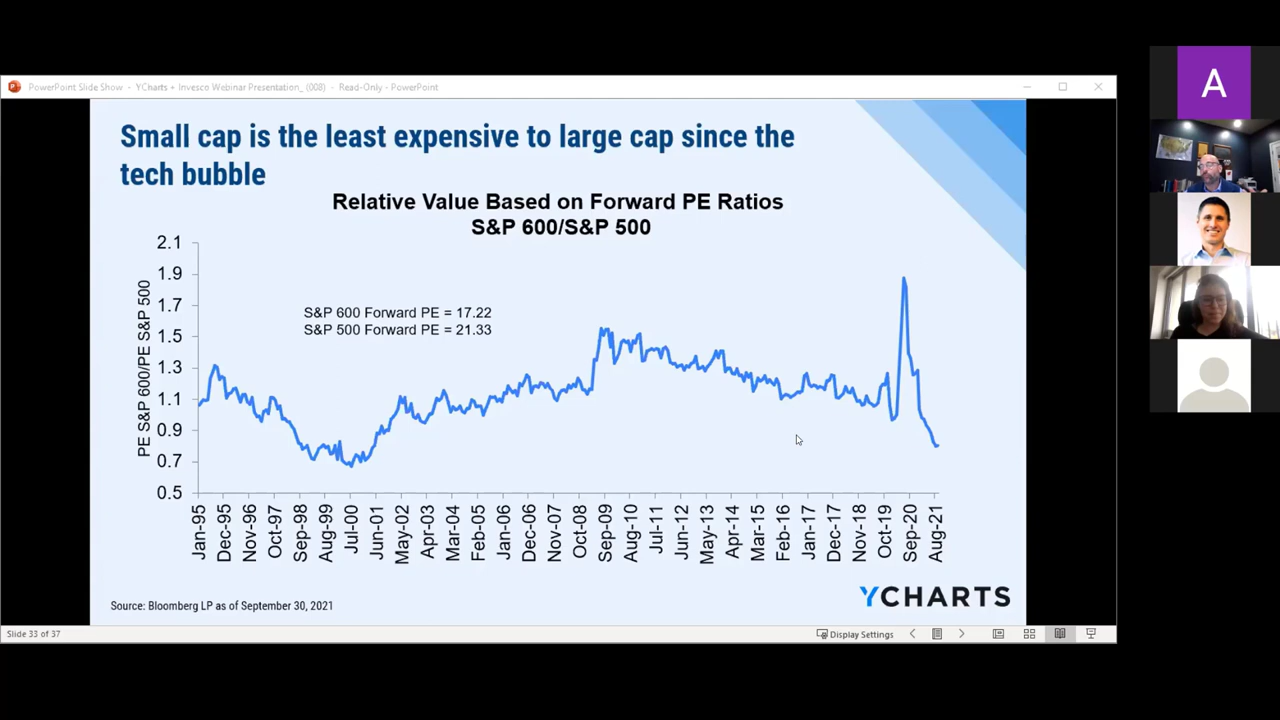 PowerPoint Slide Show - YCharts + Invesco Webinar Presentation_ (008) - Read-Only - PowerPoint
A
Small cap is the least expensive to large cap since the
tech bubble
Relative Value Based on Forward PE Ratios
S&P 600/S&P 500
PE S&P 600/PE S&P 500
2.1
1.9
1.7
1.5
1.3
1.1
0.9
0.7
0.5
S&P 600 Forward PE = 17.22
S&P 500 Forward PE = 21.33
Jan-95
Dec-95
Nov-96
Oct-97
Sep-98
Aug-99
Jul-00
Jun-01
May-02
Apr-03
Mar-04
Feb-05
Jan-06
Dec-06
Nov-07
Oct-08
Sep-09
Aug-10
Jul-11
Jun-12
May-13
Apr-14
Mar-15
Feb-16
Jan-17
Dec-17
Nov-18
Oct-19
Sep-20
Aug-21
Source: Bloomberg LP as of September 30, 2021
YCHARTS
Slide 33 of 37
Display Settings